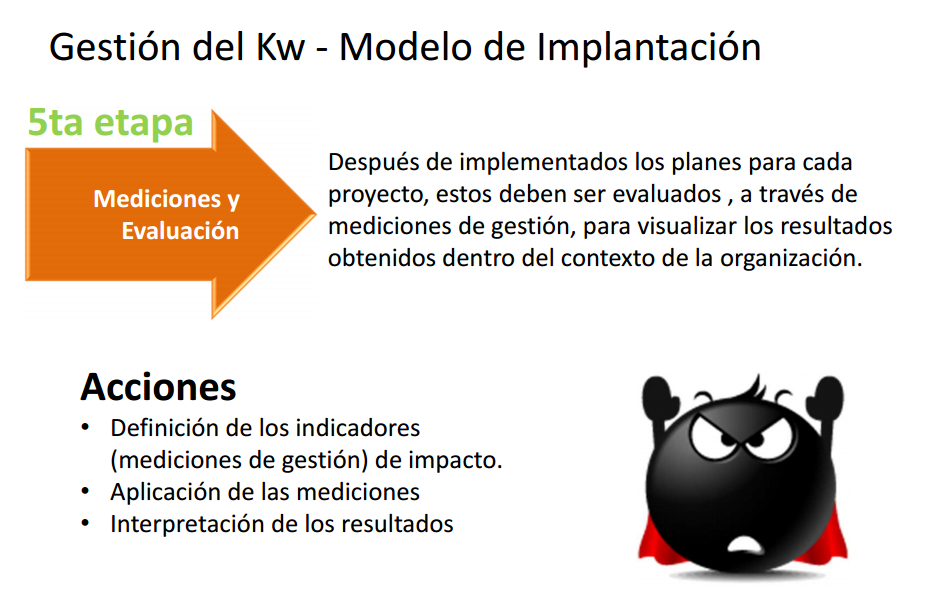 Gestión del Kw - Modelo de Implantación
5ta etapa
Mediciones y
Evaluación
Después de implementados los planes para cada
proyecto, estos deben ser evaluados , a través de
mediciones de gestión, para visualizar los resultados
obtenidos dentro del contexto de la organización.
Acciones
• Definición de los indicadores
(mediciones de gestión) de impacto.
• Aplicación de las mediciones
• Interpretación de los resultados